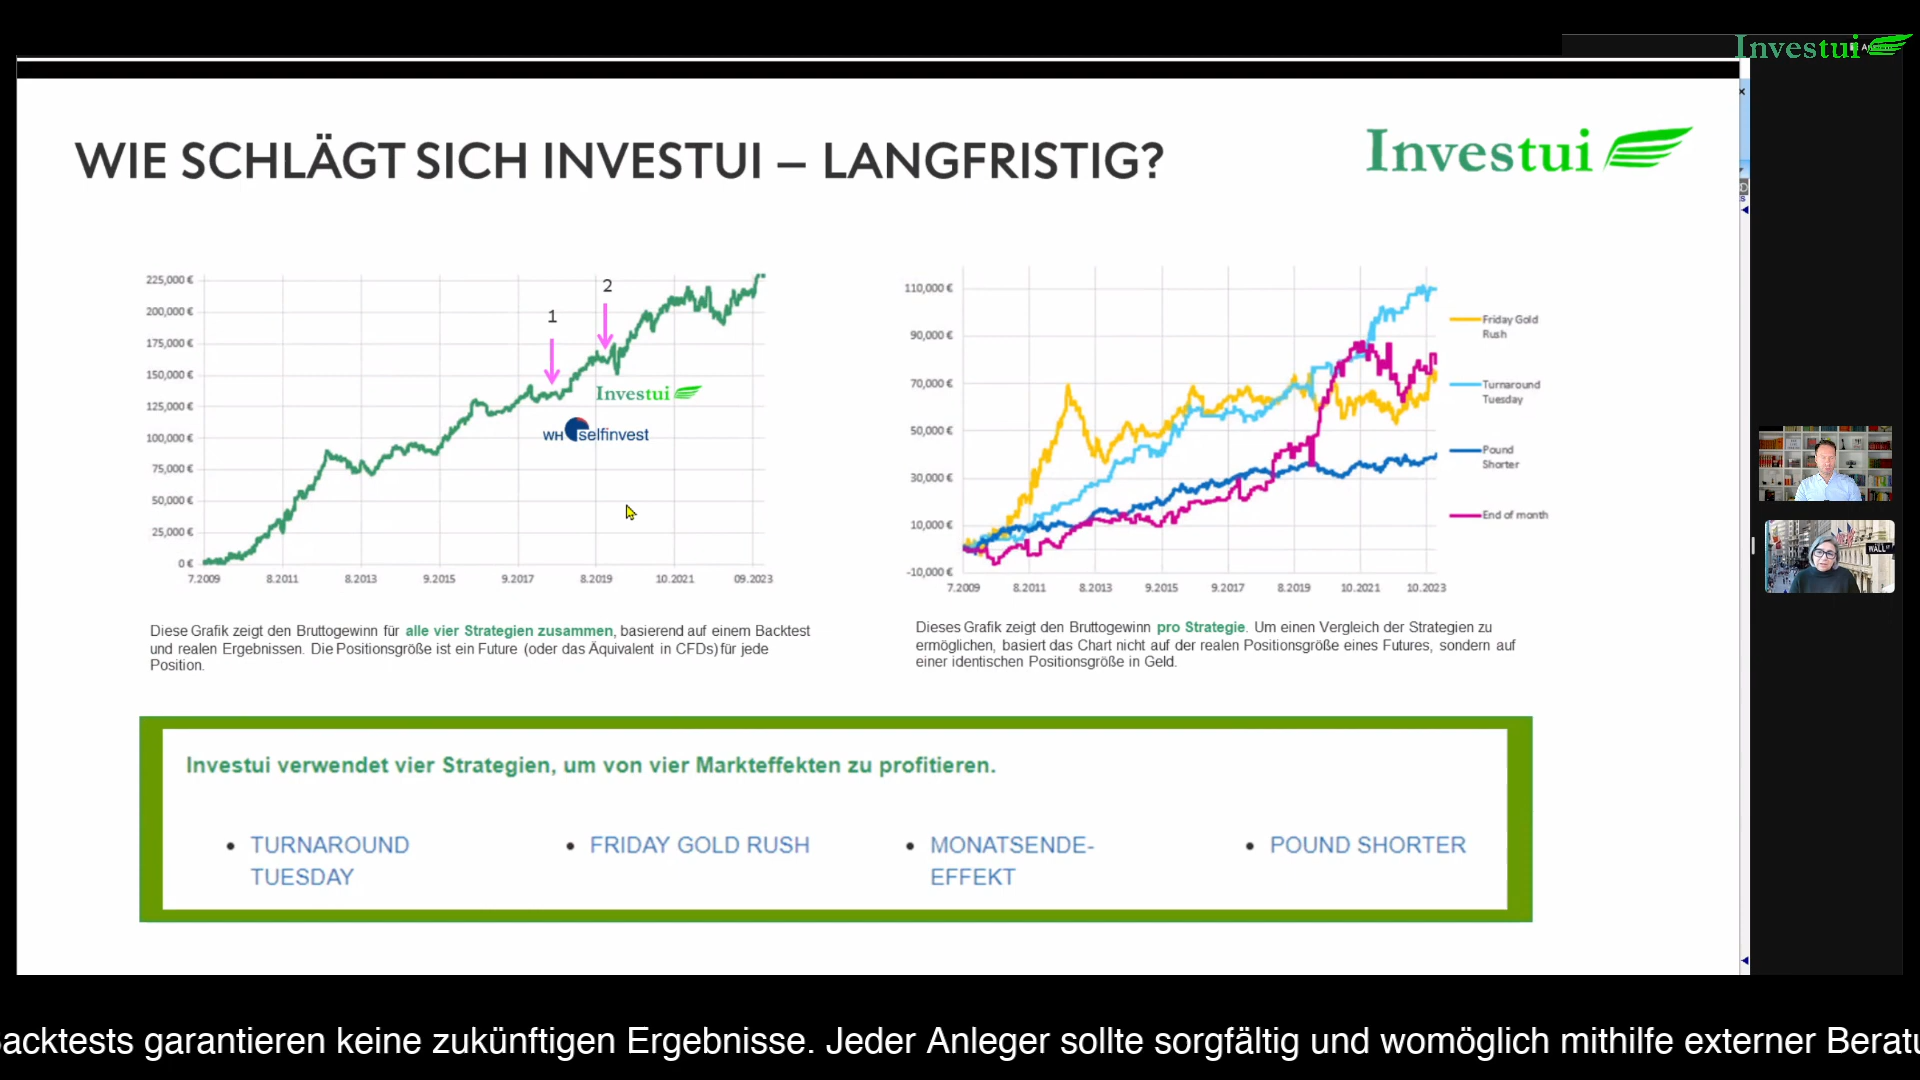 Investui
WIE SCHLÄGT SICH INVESTUI – LANGFRISTIG?
Investui
225,000 €
200,000 €
175,000 €
150,000 €
125,000 €
100,000 €
75,000 €
50,000 €
25,000 €
0 €
7.2009 8.2011 8.2013 9.2015 9.2017 8.2019 10.2021 09.2023
1
2
Investui
WH selfinvest
110,000 €
90,000 €
70,000 €
50,000 €
30,000 €
10,000 €
-10,000 €
7.2009 8.2011 8.2013 9.2015 9.2017 8.2019 10.2021 10.2023
Friday Gold
Rush
Turnaround
Tuesday
Pound
Shorter
End of month
Diese Grafik zeigt den Bruttogewinn für alle vier Strategien zusammen, basierend auf einem Backtest
und realen Ergebnissen. Die Positionsgröße ist ein Future (oder das Äquivalent in CFDs) für jede
Position.
Dieses Grafik zeigt den Bruttogewinn pro Strategie. Um einen Vergleich der Strategien zu
ermöglichen, basiert das Chart nicht auf der realen Positionsgröße eines Futures, sondern auf
einer identischen Positionsgröße in Geld.
Investui verwendet vier Strategien, um von vier Markteffekten zu profitieren.
• TURNAROUND
TUESDAY
• FRIDAY GOLD RUSH
• MONATSENDE-
EFFEKT
• POUND SHORTER
WALL
acktests garantieren keine zukünftigen Ergebnisse. Jeder Anleger sollte sorgfältig und womöglich mithilfe externer Beratu